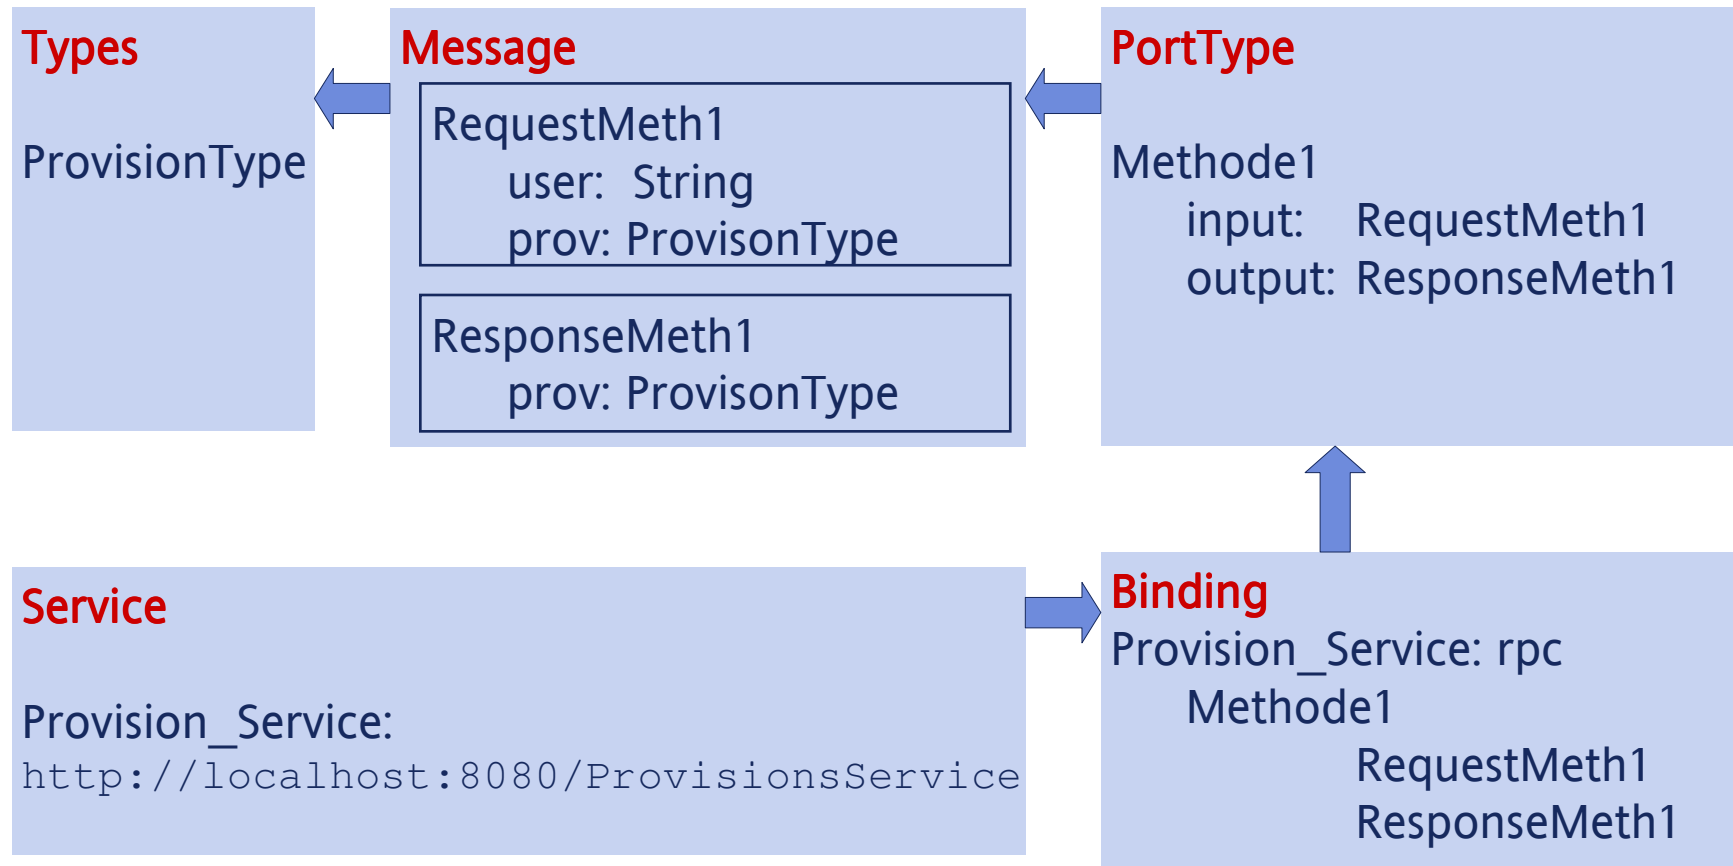 Types
ProvisionType
Message
RequestMeth1
user: String
prov: ProvisonType
ResponseMeth1
prov: ProvisonType
PortType
Methode1
input: RequestMeth1
output: ResponseMeth1
Service
Provision_Service:
http://localhost:8080/ProvisionsService
Binding
Provision_Service: rpc
Methode1
RequestMeth1
ResponseMeth1